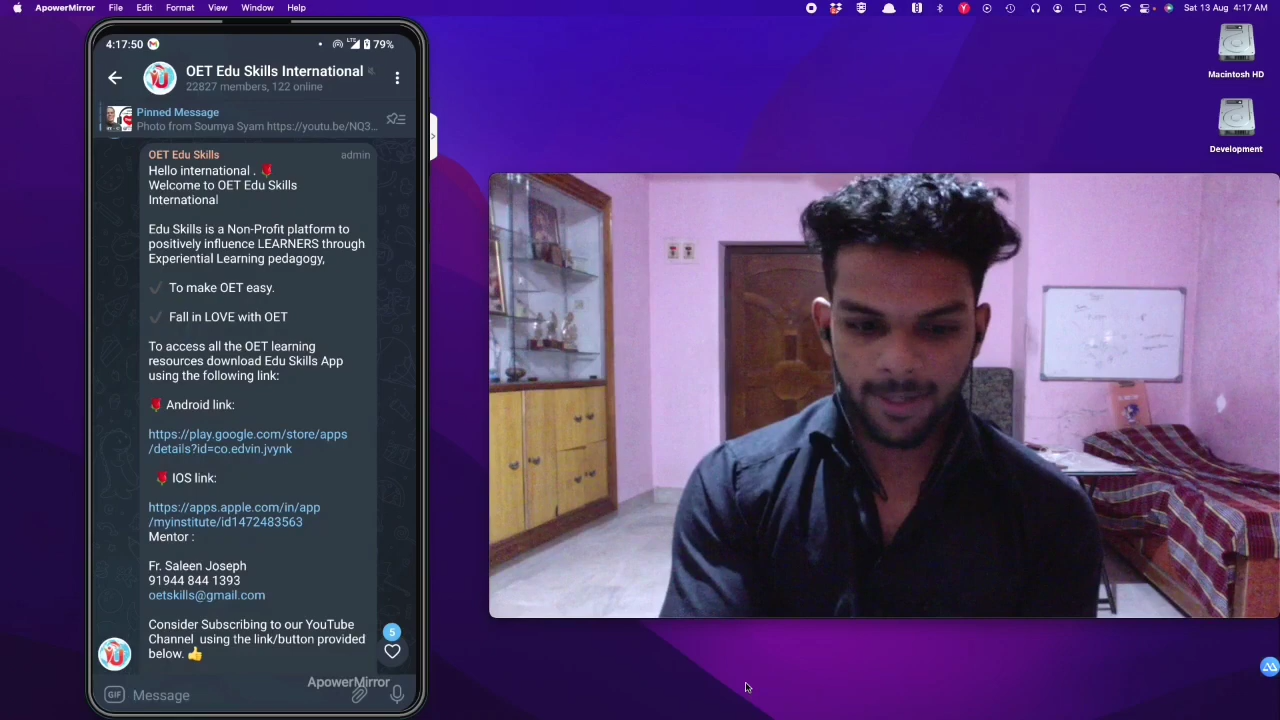 ApowerMirror File Edit Format View Window Help
Sat 13 Aug 4:17 AM
4:17:50
LTE
79%
OET Edu Skills International
22827 members, 122 online
Pinned Message
Photo from Soumya Syam https://youtu.be/NQ3...
OET Edu Skills admin
Hello international .
Welcome to OET Edu Skills
International
Edu Skills is a Non-Profit platform to
positively influence LEARNERS through
Experiential Learning pedagogy,
To make OET easy.
Fall in LOVE with OET
To access all the OET learning
resources download Edu Skills App
using the following link:
Android link:
https://play.google.com/store/apps
/details?id=co.edvin.jvynk
IOS link:
https://apps.apple.com/in/app
/myinstitute/id1472483563
Mentor :
Fr. Saleen Joseph
91944 844 1393
oetskills@gmail.com
Consider Subscribing to our YouTube
Channel using the link/button provided
below.
5
ApowerMirror
GIF Message
Macintosh HD
Development